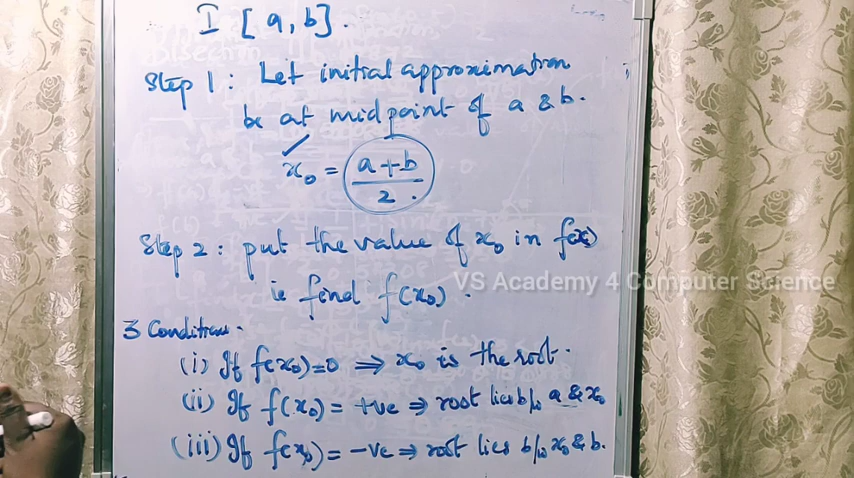 I [a, b].
Step 1: Let initial approximation
be at midpoint of a & b.
x₀ = a+b
2.
Step 2: put the value of x₀ in f(x)
ie find f(x₀).
VS Academy 4 Computer Science
3 Conditions.
(i) If f(x₀)=0 ⇒ x₀ is the root.
(ii) If f(x₀) = +ve ⇒ root lies b/w a & x₀
(iii) If f(x₀) = -ve ⇒ root lies b/w x₀ & b.